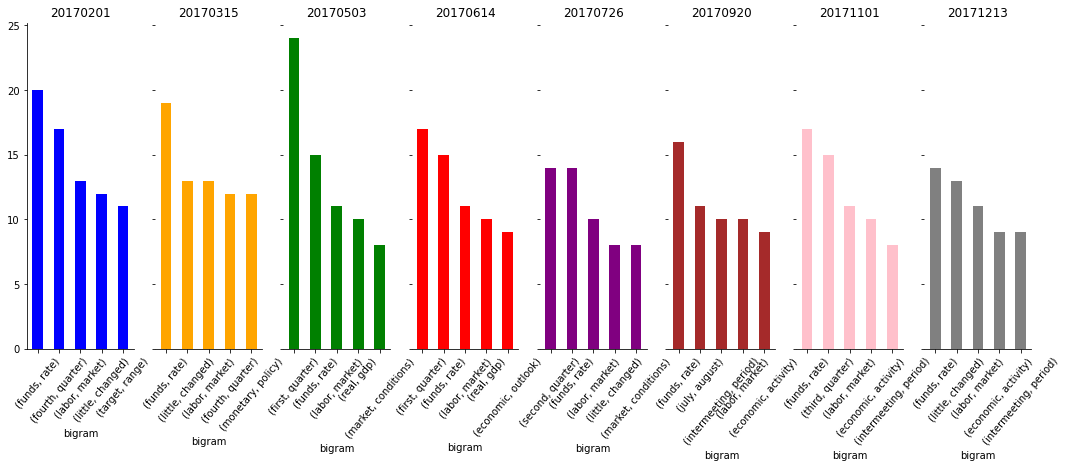 20170201 20170315 20170503 20170614 20170726 20170920 20171101 20171213
25
20
15
10
5
0
(funds, rate)
(fourth, quarter)
(labor, market)
(little, changed)
(target, range)
bigram
(funds, rate)
(little, changed)
(labor, market)
(fourth, quarter)
(monetary, policy)
bigram
(first, quarter)
(funds, rate)
(labor, market)
(real, gdp)
(market, conditions)
bigram
(first, quarter)
(funds, rate)
(labor, market)
(real, gdp)
(economic, outlook)
bigram
(second, quarter)
(funds, rate)
(labor, market)
(little, changed)
(market, conditions)
bigram
(funds, rate)
(july, august)
(intermeeting, period)
(labor, market)
(economic, activity)
bigram
(funds, rate)
(third, quarter)
(labor, market)
(economic, activity)
(intermeeting, period)
bigram
(funds, rate)
(little, changed)
(labor, market)
(economic, activity)
(intermeeting, period)
bigram